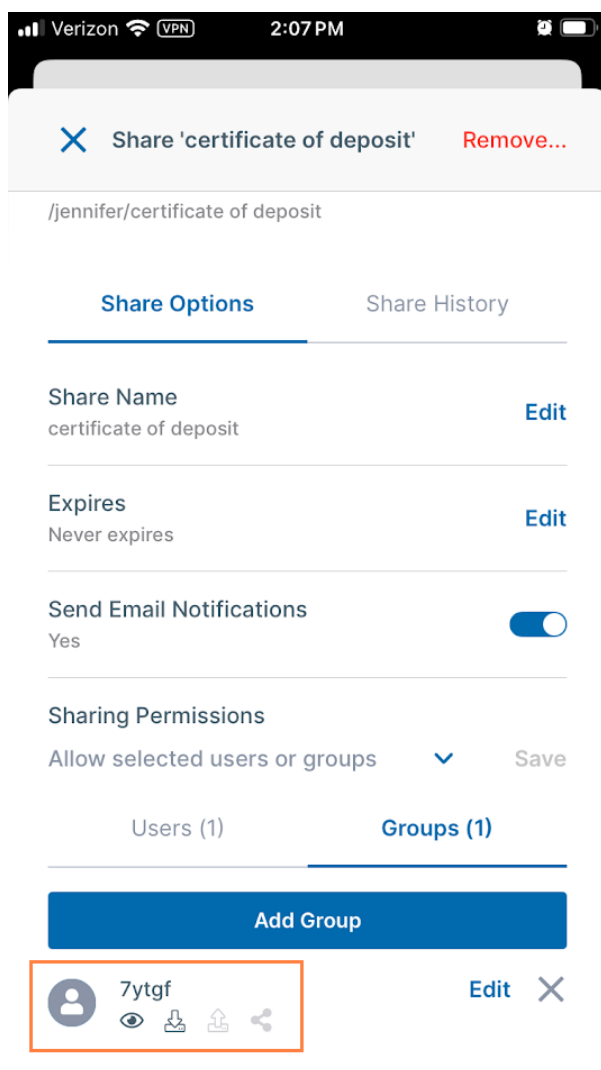 Verizon VPN 2:07 PM
Share 'certificate of deposit' Remove...
/jennifer/certificate of deposit
Share Options Share History
Share Name
certificate of deposit
Edit
Expires
Never expires
Edit
Send Email Notifications
Yes
Sharing Permissions
Allow selected users or groups Save
Users (1) Groups (1)
Add Group
7ytgf
Edit